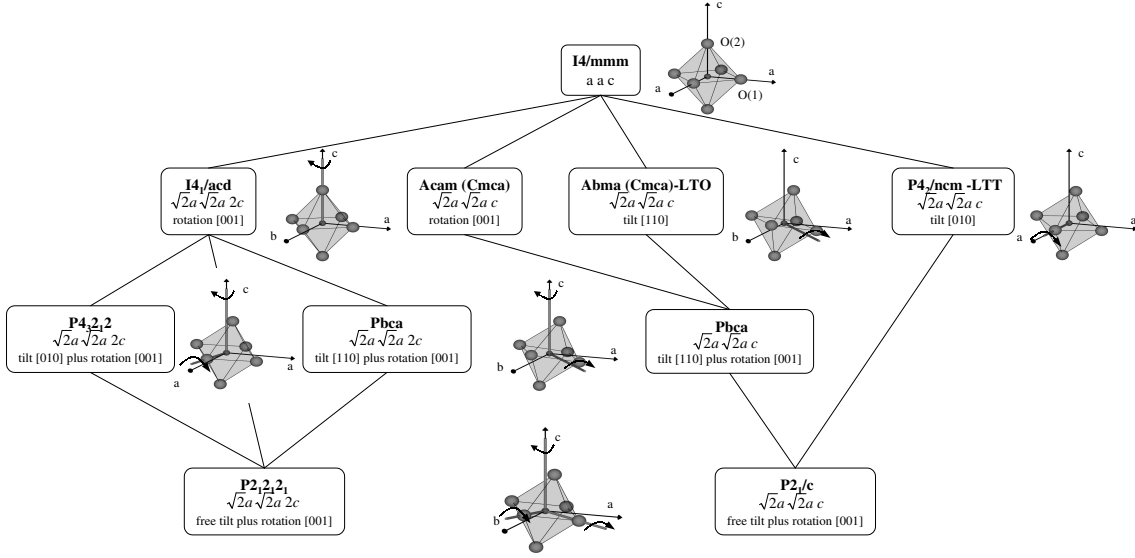 c
O(2)
a
a
O(1)
I4/mmm
a a c
c
a
b
c
a
b
c
a
a
I4₁/acd
√2a √2a 2c
rotation [001]
Acam (Cmca)
√2a √2a c
rotation [001]
Abma (Cmca)-LTO
√2a √2a c
tilt [110]
P4₂/ncm -LTT
√2a √2a c
tilt [010]
c
a
a
c
a
b
P4₃2₁2
√2a √2a 2c
tilt [010] plus rotation [001]
Pbca
√2a √2a 2c
tilt [110] plus rotation [001]
Pbca
√2a √2a c
tilt [110] plus rotation [001]
c
a
b
P2₁2₁2₁
√2a √2a 2c
free tilt plus rotation [001]
P2₁/c
√2a √2a c
free tilt plus rotation [001]